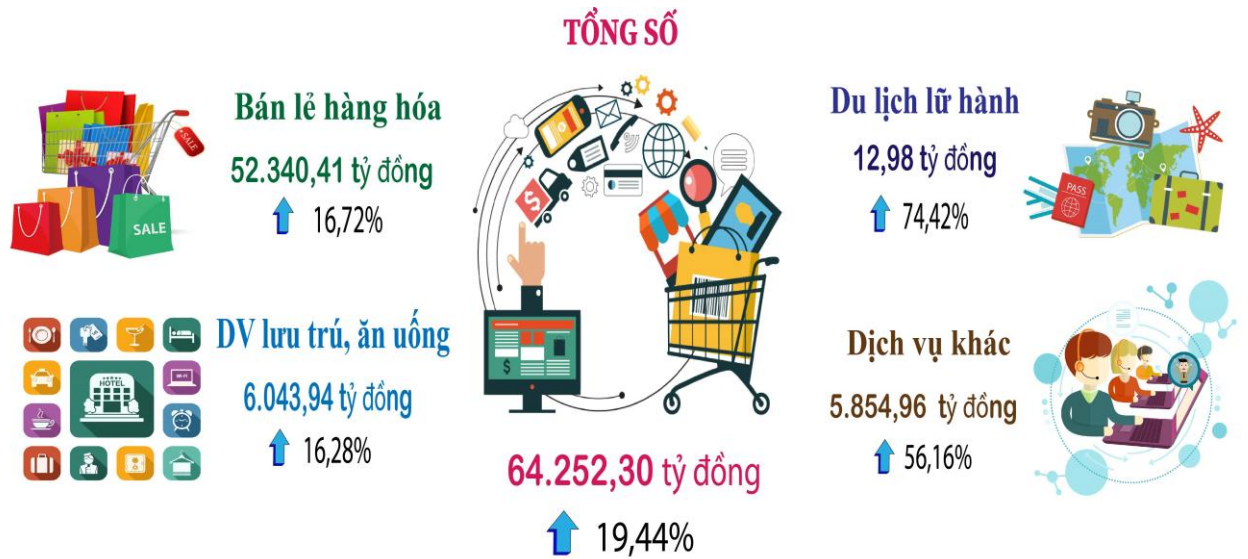 TỔNG SỐ
Bán lẻ hàng hóa
52.340,41 tỷ đồng
16,72%
SALE
SALE
Du lịch lữ hành
12,98 tỷ đồng
74,42%
PASS
DV lưu trú, ăn uống
6.043,94 tỷ đồng
16,28%
HOTEL
WI-FI
$
$
Dịch vụ khác
5.854,96 tỷ đồng
56,16%
64.252,30 tỷ đồng
19,44%